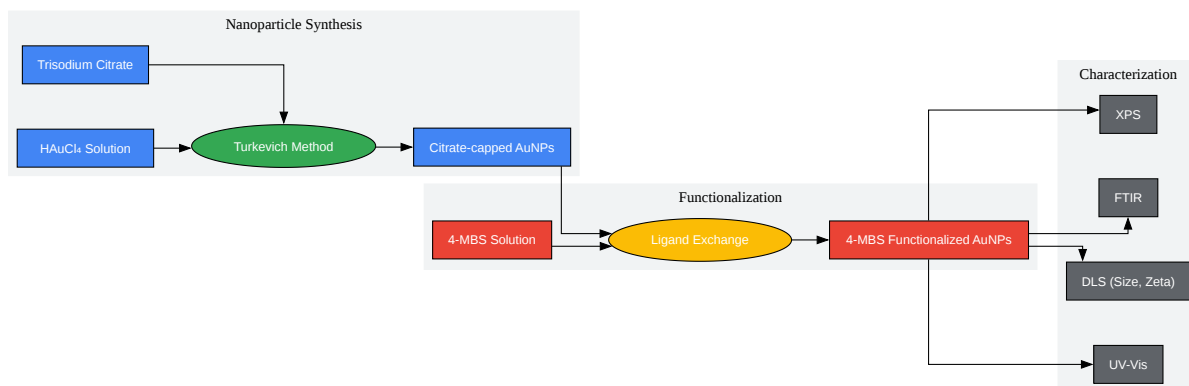 Nanoparticle Synthesis
Trisodium Citrate
HAuCl₄ Solution
Turkevich Method
Citrate-capped AuNPs
Functionalization
4-MBS Solution
Ligand Exchange
4-MBS Functionalized AuNPs
Characterization
XPS
FTIR
DLS (Size, Zeta)
UV-Vis